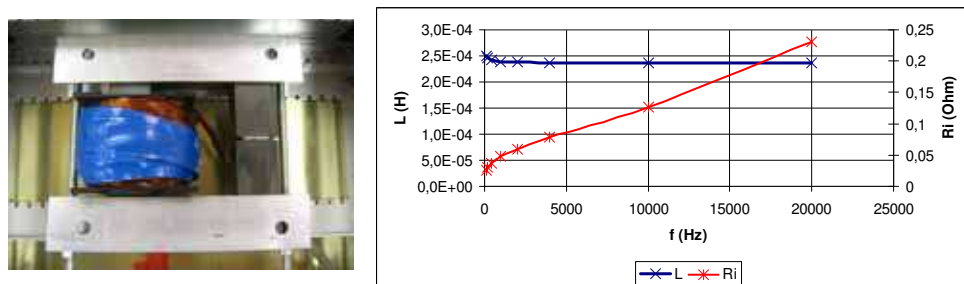 3,0E-04
2,5E-04
2,0E-04
1,5E-04
1,0E-04
5,0E-05
0,0E+00
L (H)
0,25
0,2
0,15
0,1
0,05
0
Ri (Ohm)
0 5000 10000 15000 20000 25000
f (Hz)
L Ri